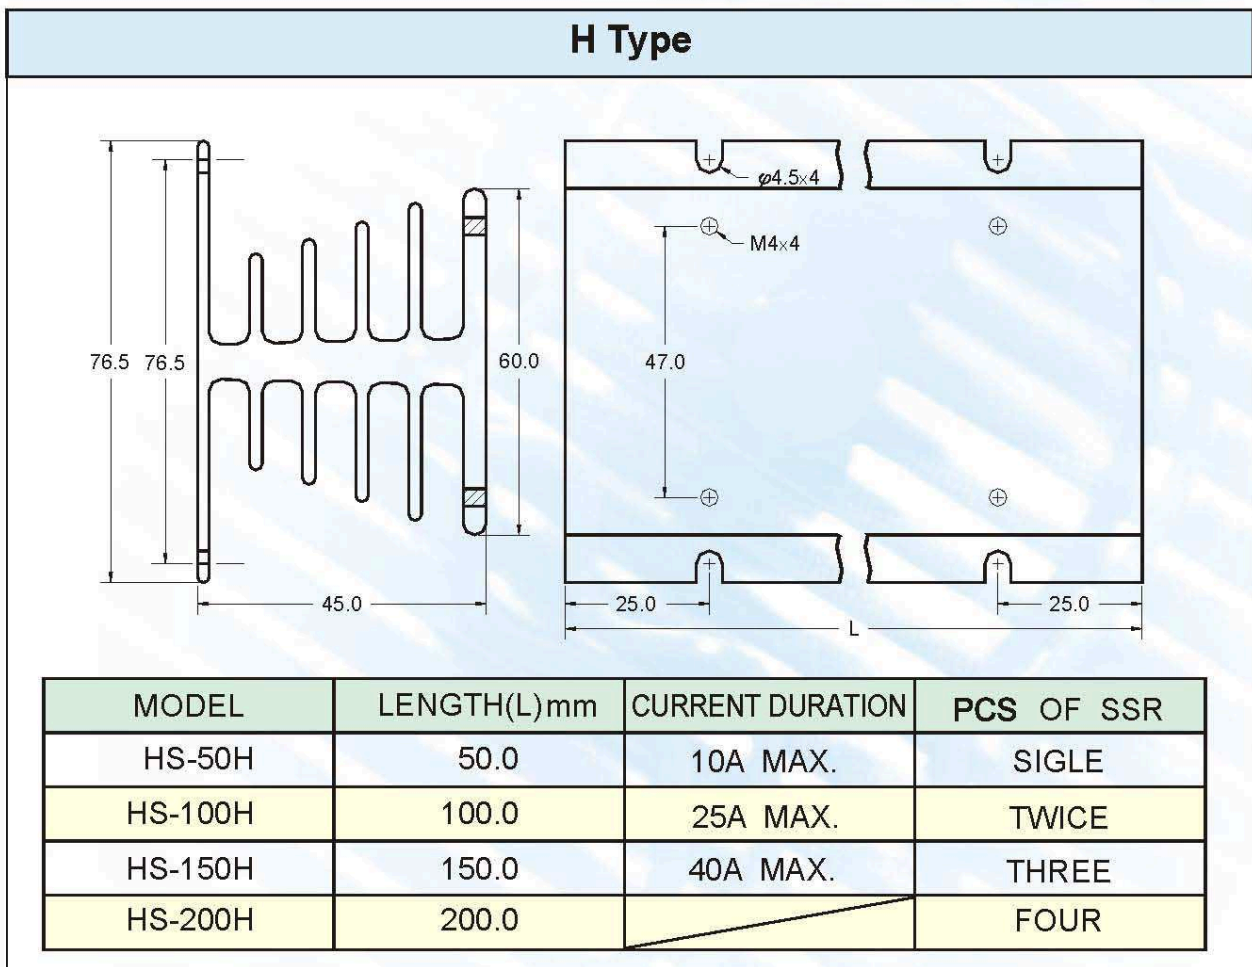 H Type
φ4.5×4
M4×4
76.5 76.5 60.0 47.0
45.0 25.0 25.0
L
MODEL LENGTH(L)mm CURRENT DURATION PCS OF SSR
HS-50H 50.0 10A MAX. SIGLE
HS-100H 100.0 25A MAX. TWICE
HS-150H 150.0 40A MAX. THREE
HS-200H 200.0 FOUR